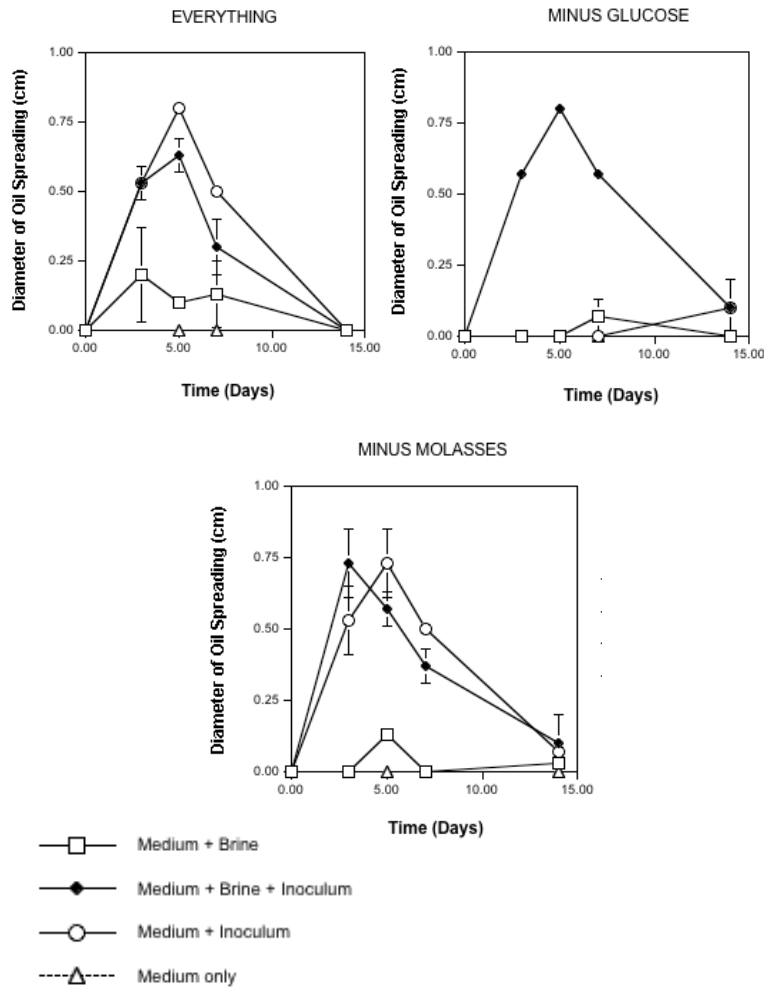 EVERYTHING
Diameter of Oil Spreading (cm)
1.00
0.75
0.50
0.25
0.00
0.00 5.00 10.00 15.00
Time (Days)
MINUS GLUCOSE
Diameter of Oil Spreading (cm)
1.00
0.75
0.50
0.25
0.00
0.00 5.00 10.00 15.00
Time (Days)
MINUS MOLASSES
Diameter of Oil Spreading (cm)
1.00
0.75
0.50
0.25
0.00
0.00 5.00 10.00 15.00
Time (Days)
Medium + Brine
Medium + Brine + Inoculum
Medium + Inoculum
Medium only